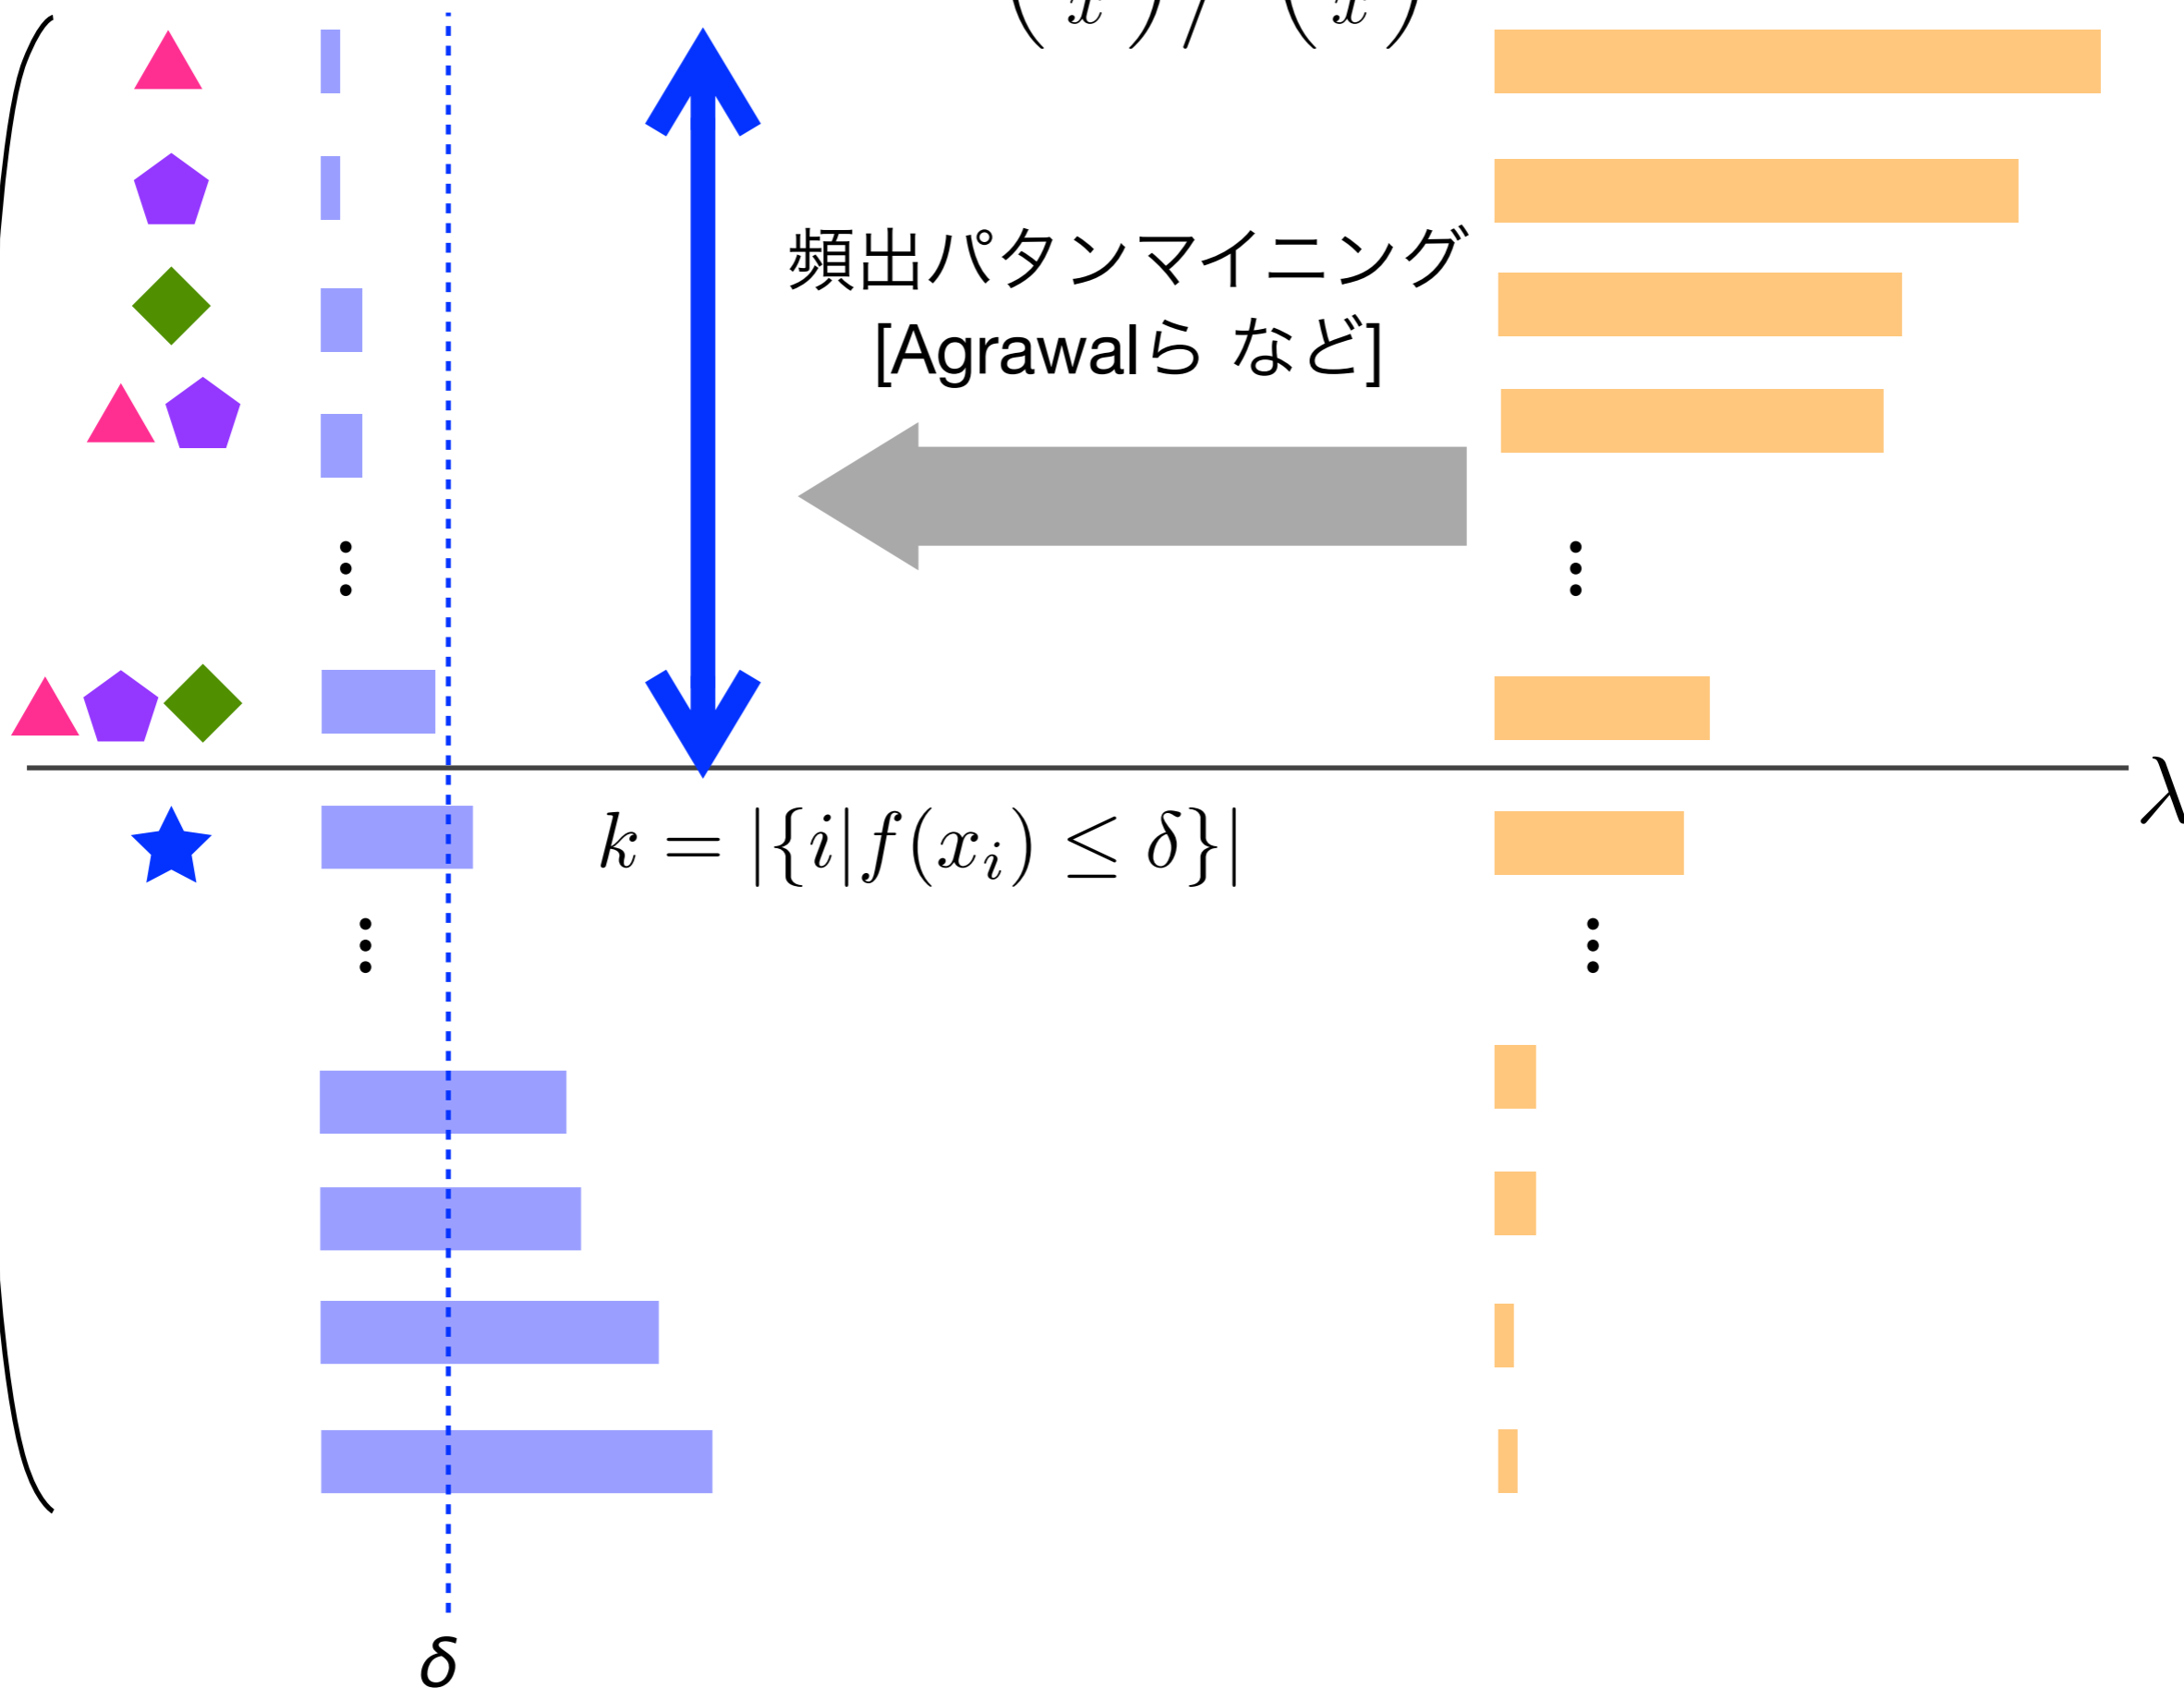 (x)/(x)
頻出パタンマイニング
[Agrawalら など]
λ
k = |{i|f(x_i) ≤ δ}|
δ